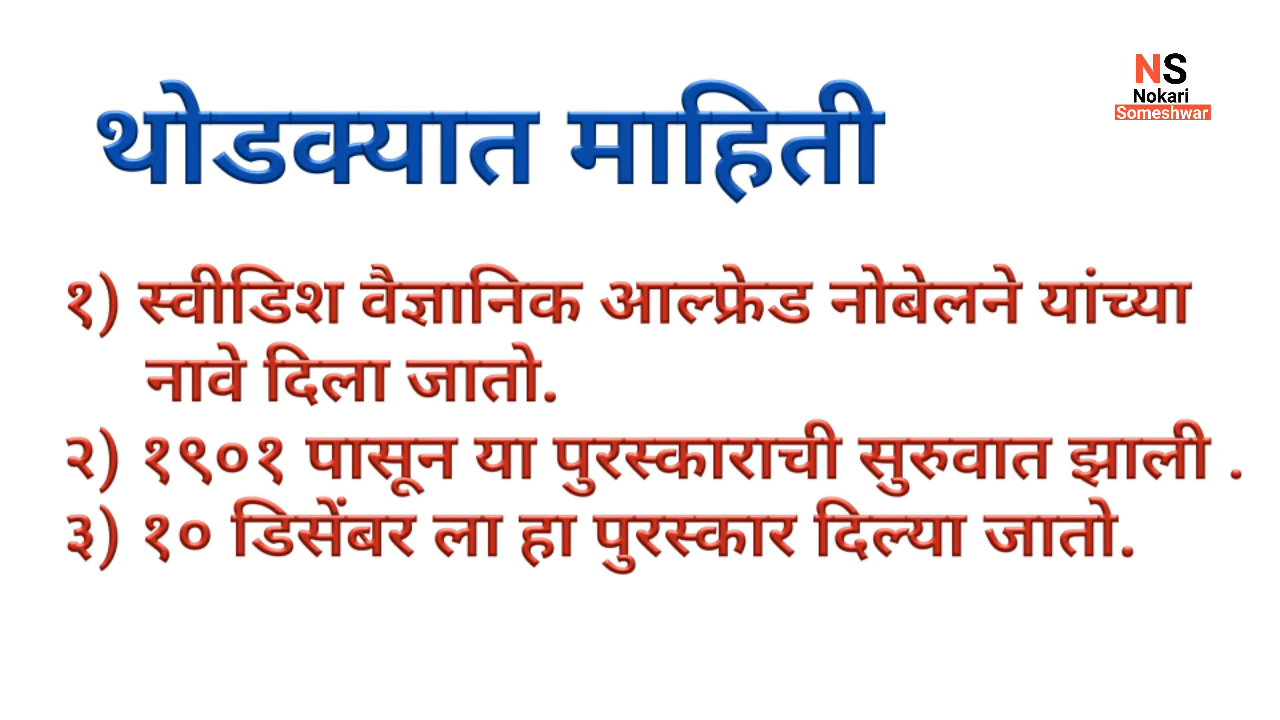 NS
Nokari
Someshwar
थोडक्यात माहिती
१) स्वीडिश वैज्ञानिक आल्फ्रेड नोबेलने यांच्या
नावे दिला जातो.
२) १९०१ पासून या पुरस्काराची सुरुवात झाली .
३) १० डिसेंबर ला हा पुरस्कार दिल्या जातो.